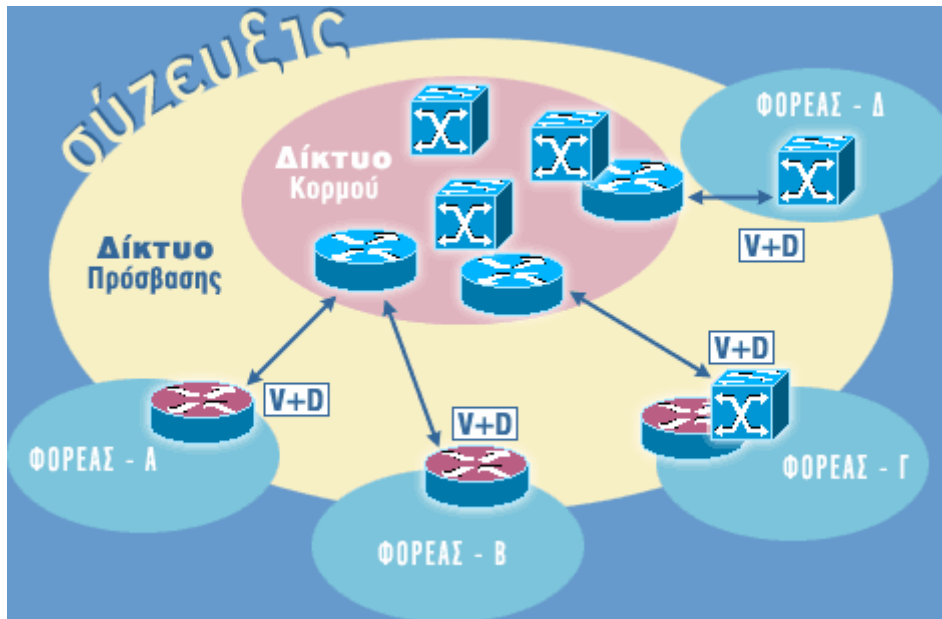 σύζευξις
ΦΟΡΕΑΣ - Δ
Δίκτυο
Κορμού
V+D
Δίκτυο
Πρόσβασης
V+D
V+D
V+D
ΦΟΡΕΑΣ - Α
ΦΟΡΕΑΣ - Γ
ΦΟΡΕΑΣ - Β